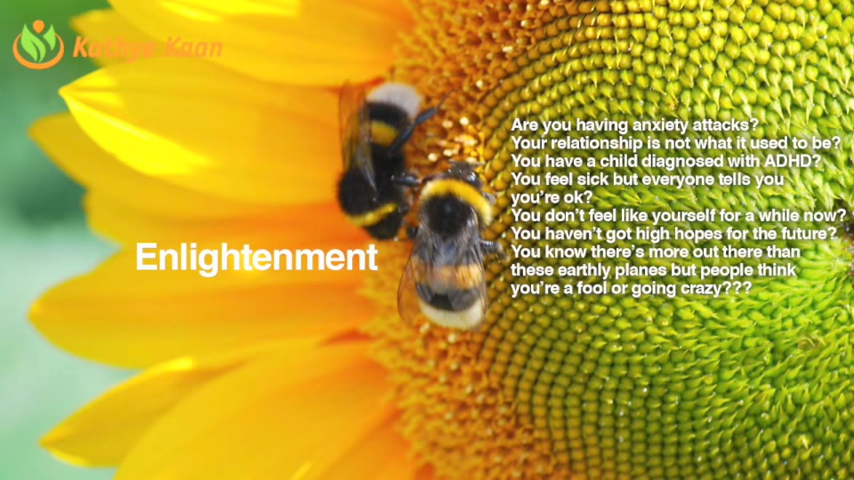 Kathye Kaan
Enlightenment
Are you having anxiety attacks?
Your relationship is not what it used to be?
You have a child diagnosed with ADHD?
You feel sick but everyone tells you
you're ok?
You don't feel like yourself for a while now?
You haven't got high hopes for the future?
You know there's more out there than
these earthly planes but people think
you're a fool or going crazy???